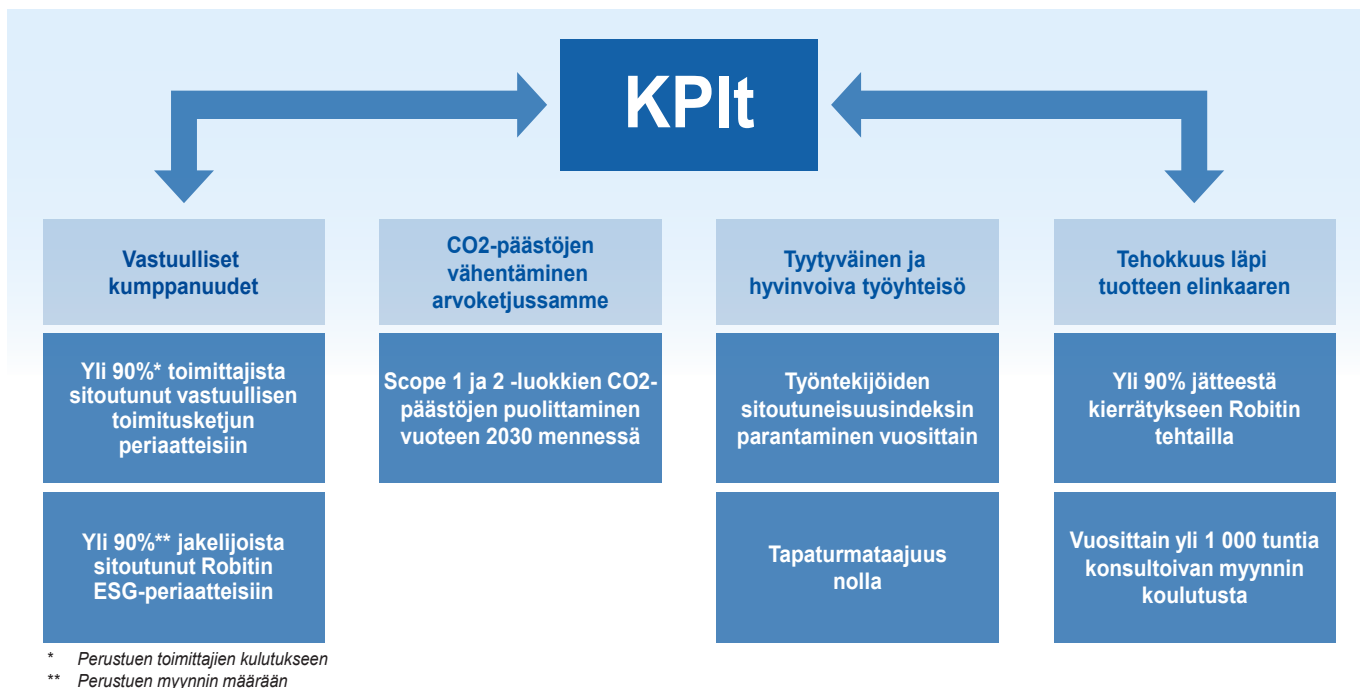 KPIt
Vastuulliset
kumppanuudet
Yli 90%* toimittajista
sitoutunut vastuullisen
toimitusketjun
periaatteisiin
Yli 90%** jakelijoista
sitoutunut Robitin
ESG-periaatteisiin
CO2-päästöjen
vähentäminen
arvoketjussamme
Scope 1 ja 2 -luokkien CO2-
päästöjen puolittaminen
vuoteen 2030 mennessä
Tyytyväinen ja
hyvinvoiva työyhteisö
Työntekijöiden
sitoutuneisuusindeksin
parantaminen vuosittain
Tapaturmataajuus
nolla
Tehokkuus läpi
tuotteen elinkaaren
Yli 90% jätteestä
kierrätykseen Robitin
tehtailla
Vuosittain yli 1 000 tuntia
konsultoivan myynnin
koulutusta
* Perustuen toimittajien kulutukseen
** Perustuen myynnin määrään